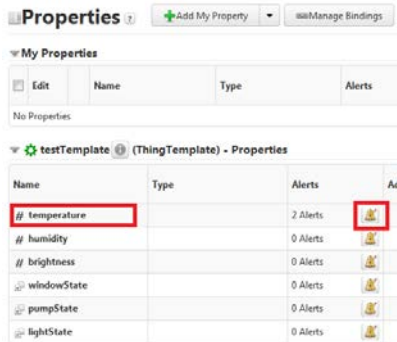 Properties
Add My Property
Manage Bindings
My Properties
Edit Name Type Alerts
No Properties
testTemplate (ThingTemplate) - Properties
Name Type Alerts Ad
# temperature 2 Alerts
# humidity 0 Alerts
# brightness 0 Alerts
windowState 0 Alerts
pumpState 0 Alerts
lightState 0 Alerts